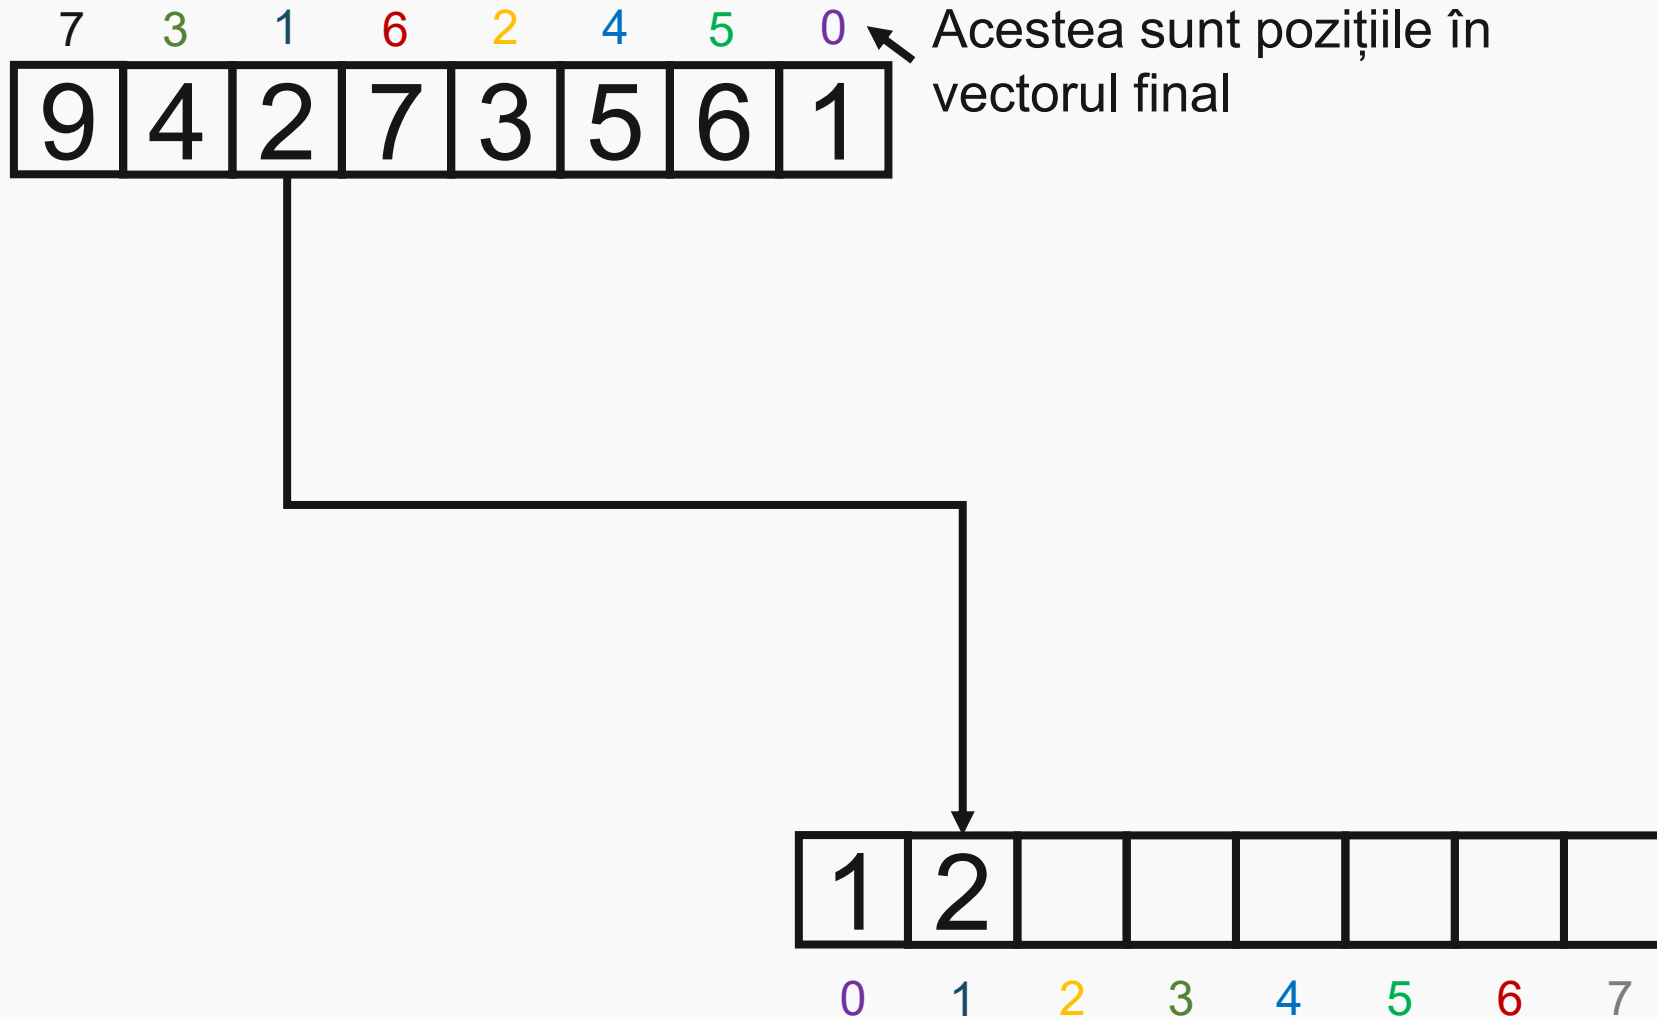 7 3 1 6 2 4 5 0 Acestea sunt pozițiile în
vectorul final
9 4 2 7 3 5 6 1
1 2
0 1 2 3 4 5 6 7